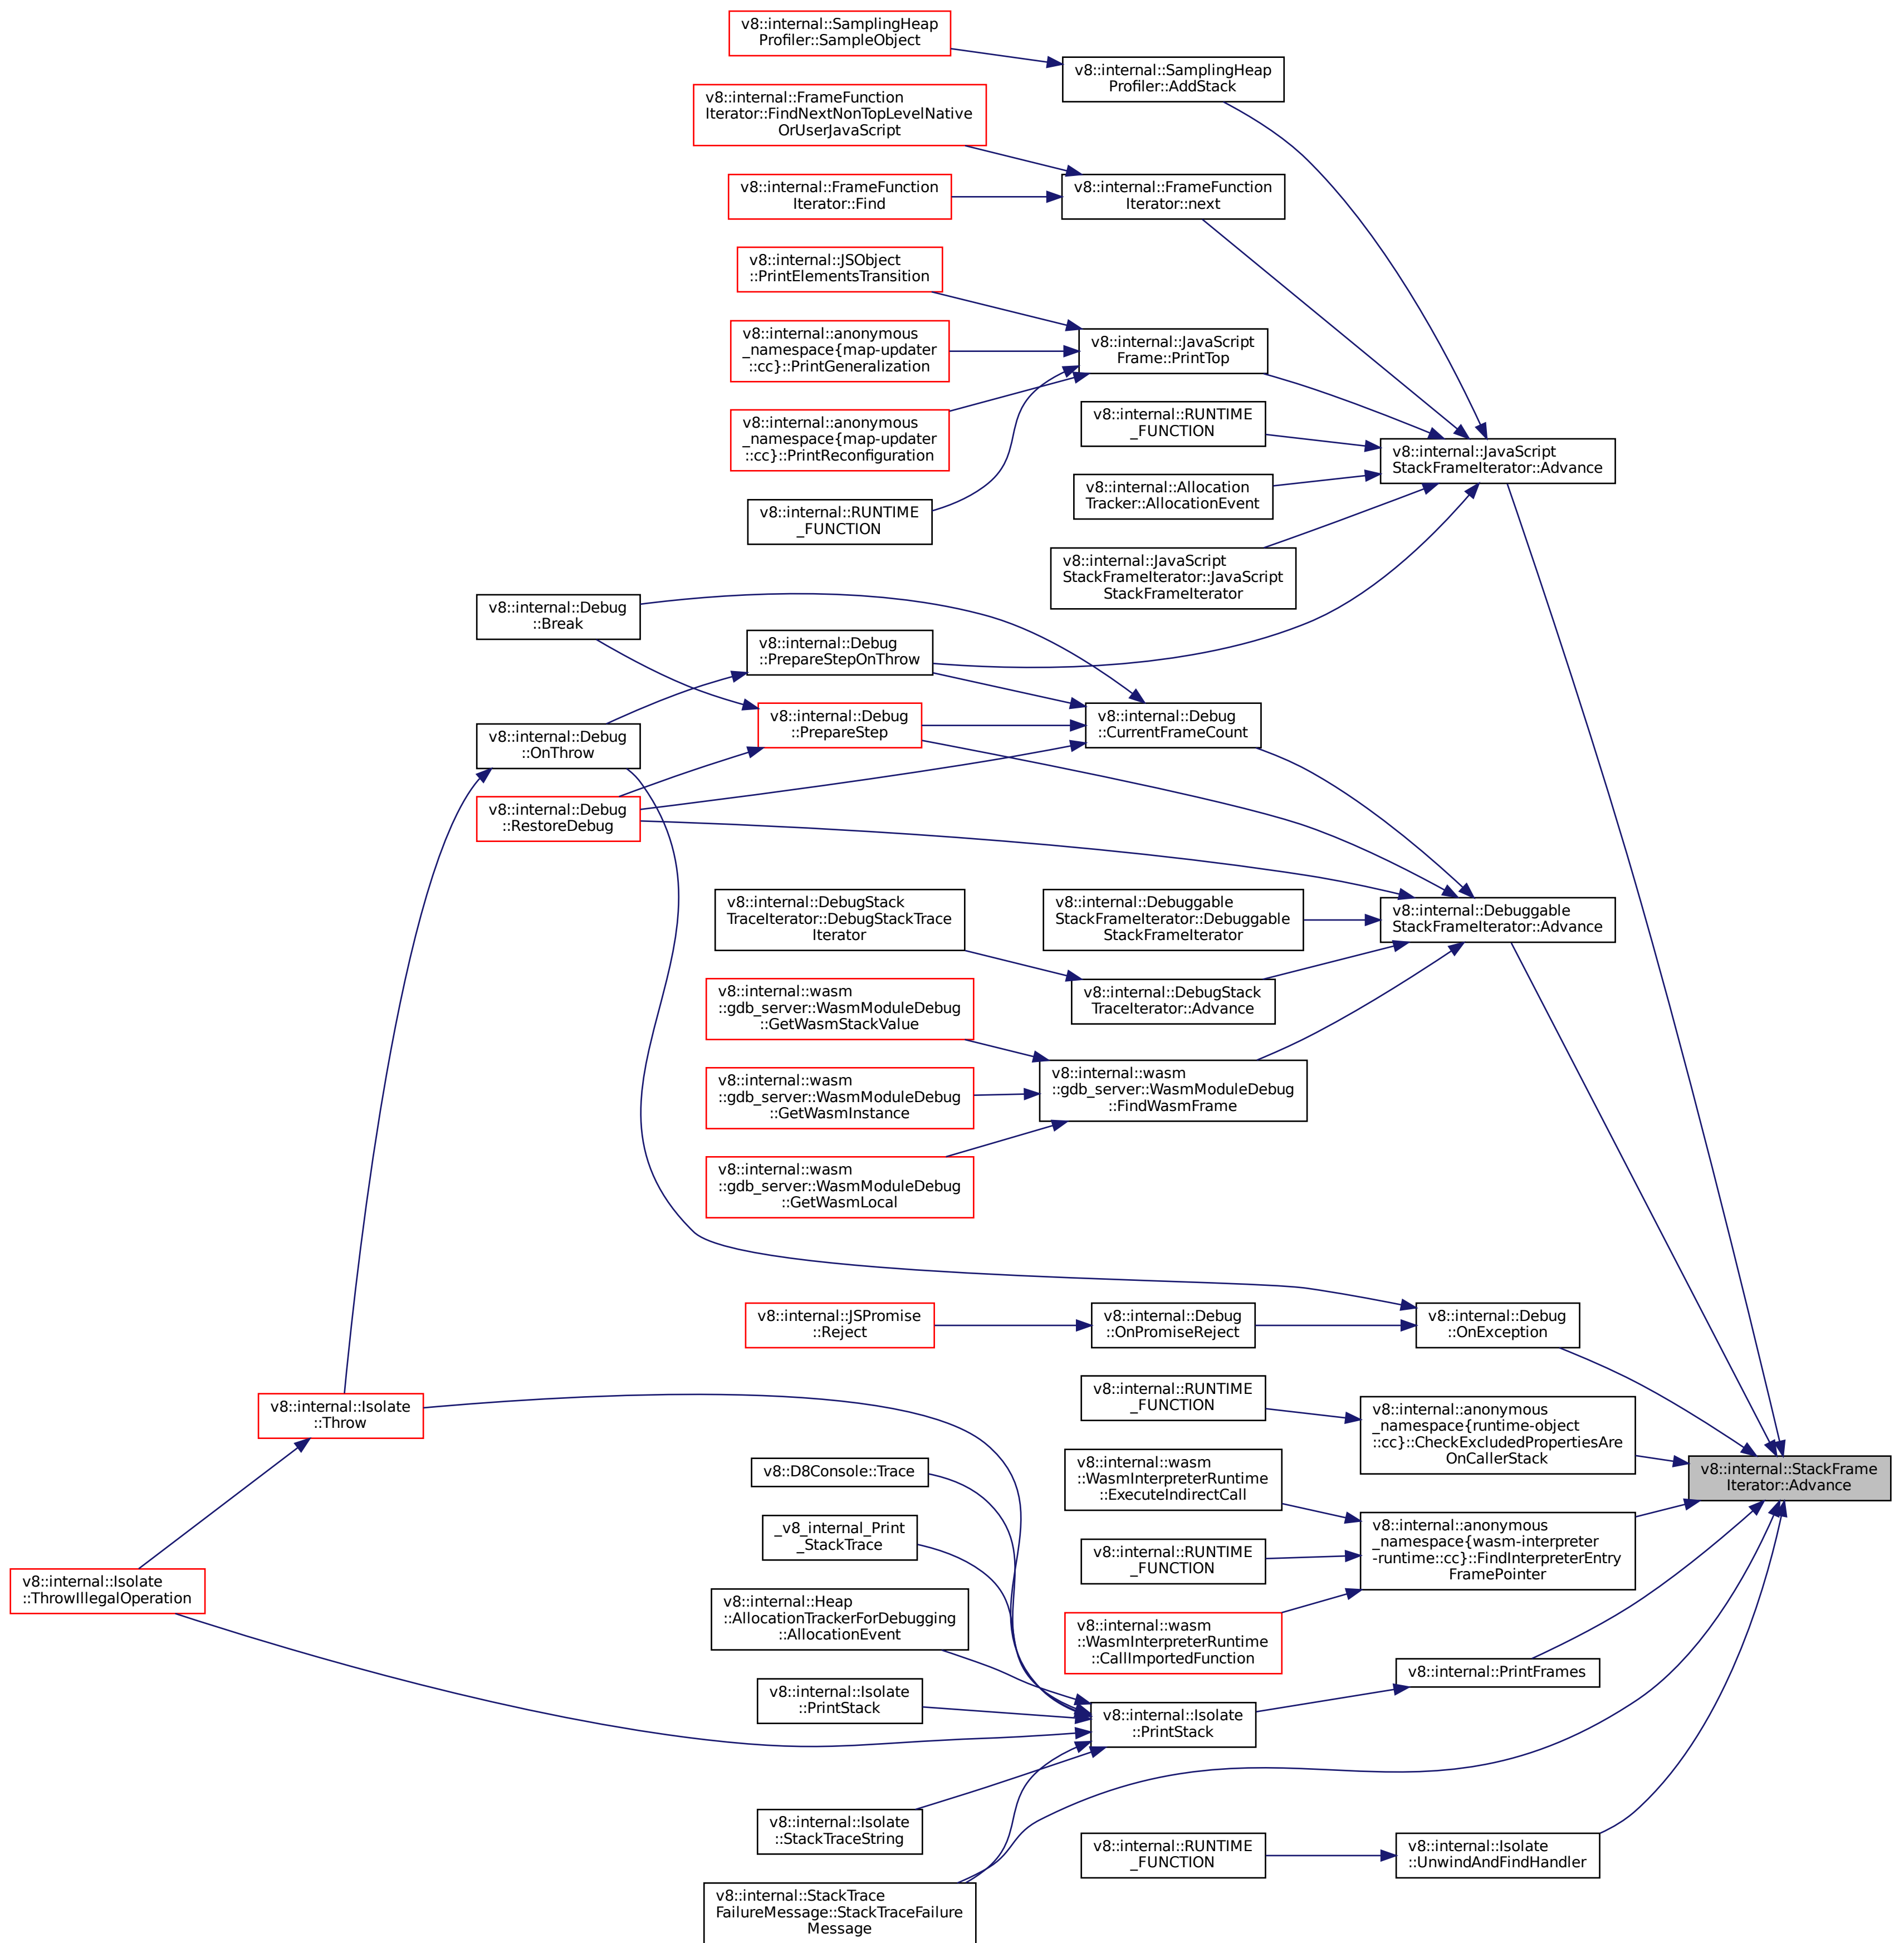 v8::internal::SamplingHeap
Profiler::SampleObject
v8::internal::SamplingHeap
Profiler::AddStack
v8::internal::FrameFunction
Iterator::FindNextNonTopLevelNative
OrUserJavaScript
v8::internal::FrameFunction
Iterator::Find
v8::internal::FrameFunction
Iterator::next
v8::internal::JSObject
::PrintElementsTransition
v8::internal::anonymous
_namespace{map-updater
::cc}::PrintGeneralization
v8::internal::JavaScript
Frame::PrintTop
v8::internal::anonymous
_namespace{map-updater
::cc}::PrintReconfiguration
v8::internal::RUNTIME
_FUNCTION
v8::internal::JavaScript
StackFrameIterator::Advance
v8::internal::Allocation
Tracker::AllocationEvent
v8::internal::RUNTIME
_FUNCTION
v8::internal::JavaScript
StackFrameIterator::JavaScript
StackFrameIterator
v8::internal::Debug
::Break
v8::internal::Debug
::PrepareStepOnThrow
v8::internal::Debug
::OnThrow
v8::internal::Debug
::PrepareStep
v8::internal::Debug
::CurrentFrameCount
v8::internal::Debug
::RestoreDebug
v8::internal::DebugStack
TraceIterator::DebugStackTrace
Iterator
v8::internal::Debuggable
StackFrameIterator::Debuggable
StackFrameIterator
v8::internal::Debuggable
StackFrameIterator::Advance
v8::internal::wasm
::gdb_server::WasmModuleDebug
::GetWasmStackValue
v8::internal::DebugStack
TraceIterator::Advance
v8::internal::wasm
::gdb_server::WasmModuleDebug
::GetWasmInstance
v8::internal::wasm
::gdb_server::WasmModuleDebug
::FindWasmFrame
v8::internal::wasm
::gdb_server::WasmModuleDebug
::GetWasmLocal
v8::internal::JSPromise
::Reject
v8::internal::Debug
::OnPromiseReject
v8::internal::Debug
::OnException
v8::internal::Isolate
::Throw
v8::internal::RUNTIME
_FUNCTION
v8::internal::anonymous
_namespace{runtime-object
::cc}::CheckExcludedPropertiesAre
OnCallerStack
v8::D8Console::Trace
v8::internal::wasm
::WasmInterpreterRuntime
::ExecuteIndirectCall
v8::internal::StackFrame
Iterator::Advance
_v8_internal_Print
_StackTrace
v8::internal::RUNTIME
_FUNCTION
v8::internal::anonymous
_namespace{wasm-interpreter
-runtime::cc}::FindInterpreterEntry
FramePointer
v8::internal::Isolate
::ThrowIllegalOperation
v8::internal::Heap
::AllocationTrackerForDebugging
::AllocationEvent
v8::internal::wasm
::WasmInterpreterRuntime
::CallImportedFunction
v8::internal::PrintFrames
v8::internal::Isolate
::PrintStack
v8::internal::Isolate
::PrintStack
v8::internal::Isolate
::StackTraceString
v8::internal::RUNTIME
_FUNCTION
v8::internal::Isolate
::UnwindAndFindHandler
v8::internal::StackTrace
FailureMessage::StackTraceFailure
Message